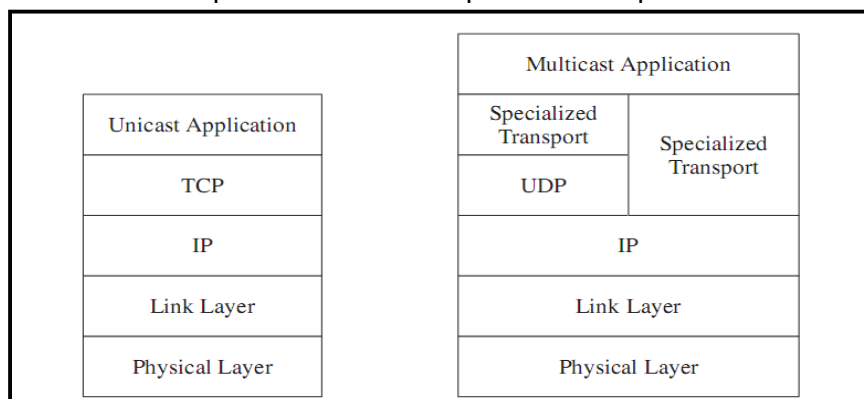 Unicast Application
TCP
IP
Link Layer
Physical Layer
Multicast Application
Specialized
Transport
UDP
Specialized
Transport
IP
Link Layer
Physical Layer